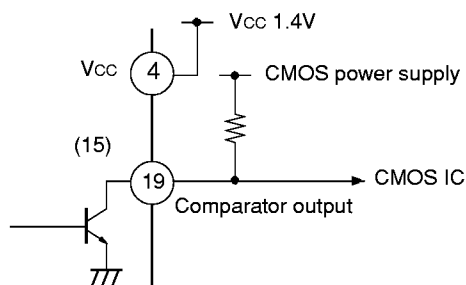 Vcc 1.4V
Vcc
4
CMOS power supply
(15)
19
CMOS IC
Comparator output